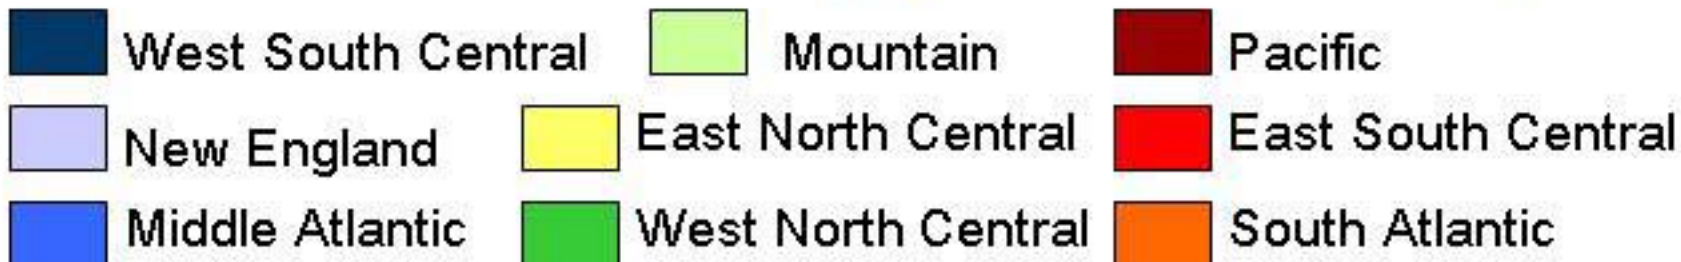 West South Central Mountain Pacific
New England East North Central East South Central
Middle Atlantic West North Central South Atlantic